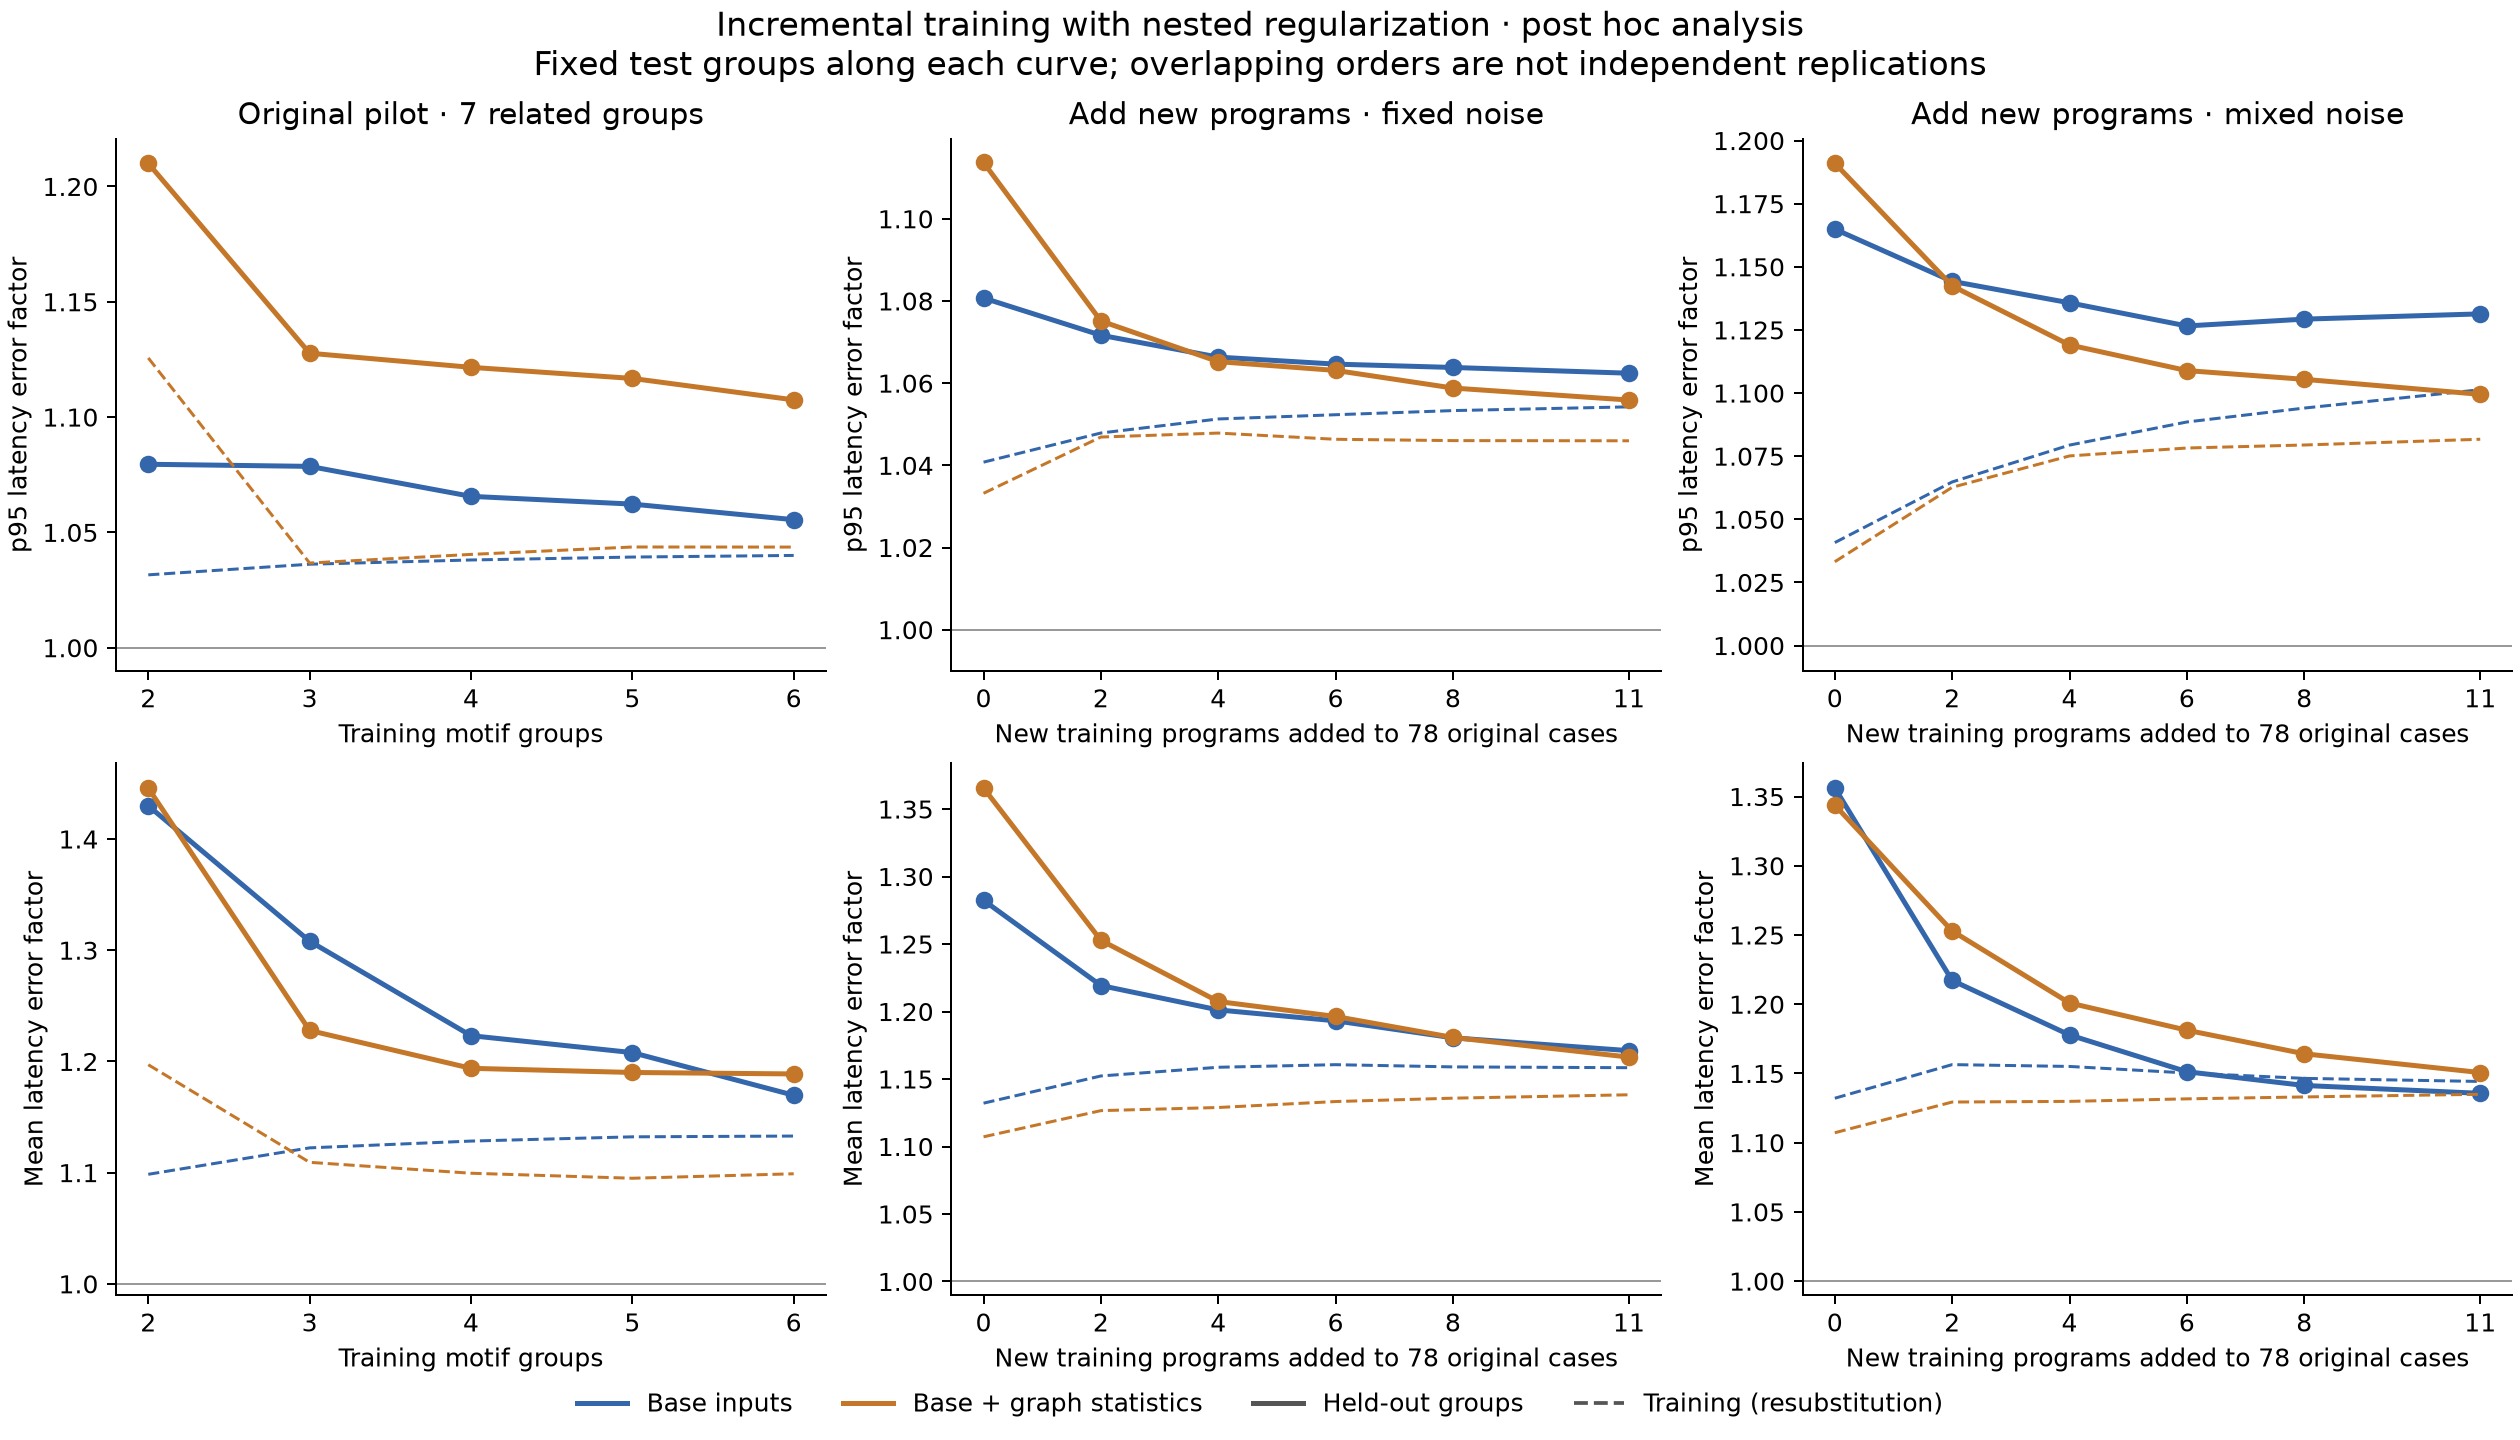 Incremental training with nested regularization · post hoc analysis
Fixed test groups along each curve; overlapping orders are not independent replications
Original pilot · 7 related groups
p95 latency error factor
1.20
1.15
1.10
1.05
1.00
2 3 4 5 6
Training motif groups
Add new programs · fixed noise
p95 latency error factor
1.10
1.08
1.06
1.04
1.02
1.00
0 2 4 6 8 11
New training programs added to 78 original cases
Add new programs · mixed noise
p95 latency error factor
1.200
1.175
1.150
1.125
1.100
1.075
1.050
1.025
1.000
0 2 4 6 8 11
New training programs added to 78 original cases
Mean latency error factor
1.4
1.3
1.2
1.1
1.0
2 3 4 5 6
Training motif groups
Mean latency error factor
1.35
1.30
1.25
1.20
1.15
1.10
1.05
1.00
0 2 4 6 8 11
New training programs added to 78 original cases
Mean latency error factor
1.35
1.30
1.25
1.20
1.15
1.10
1.05
1.00
0 2 4 6 8 11
New training programs added to 78 original cases
Base inputs
Base + graph statistics
Held-out groups
Training (resubstitution)